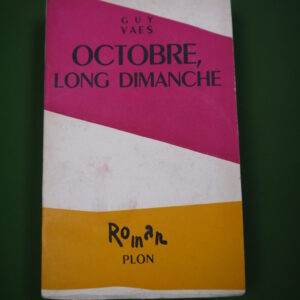 GUY
VAES
OCTOBRE,
LONG DIMANCHE
Roman
PLON